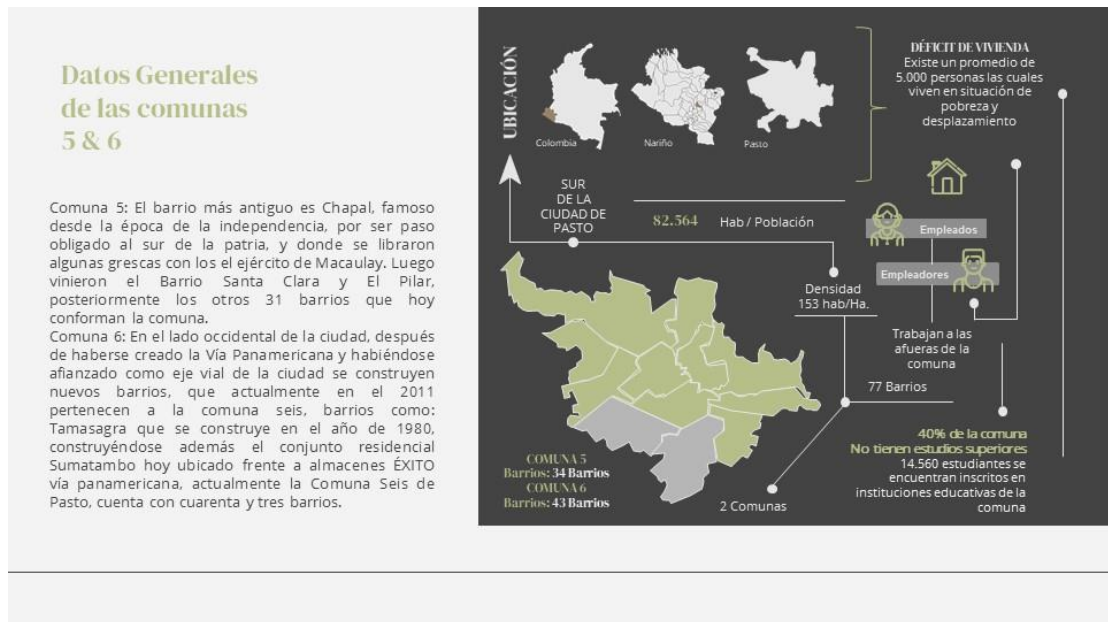 Datos Generales
de las comunas
5 & 6
Comuna 5: El barrio más antiguo es Chapal, famoso
desde la época de la independencia, por ser paso
obligado al sur de la patria, y donde se libraron
algunas grescas con los el ejército de Macaulay. Luego
vinieron el Barrio Santa Clara y El Pilar,
posteriormente los otros 31 barrios que hoy
conforman la comuna.
Comuna 6: En el lado occidental de la ciudad, después
de haberse creado la Vía Panamericana y habiéndose
afianzado como eje vial de la ciudad se construyen
nuevos barrios, que actualmente en el 2011
pertenecen a la comuna seis, barrios como:
Tamasagra que se construye en el año de 1980,
construyéndose además el conjunto residencial
Sumatambo hoy ubicado frente a almacenes ÉXITO
vía panamericana, actualmente la Comuna Seis de
Pasto, cuenta con cuarenta y tres barrios.
UBICACIÓN
Colombia
Nariño
Pasto
DÉFICIT DE VIVIENDA
Existe un promedio de
5.000 personas las cuales
viven en situación de
pobreza y
desplazamiento
SUR
DE LA
CIUDAD DE
PASTO
82.564 Hab / Población
Empleados
Empleadores
Densidad
153 hab/Ha.
Trabajan a las
afueras de la
comuna
77 Barrios
40% de la comuna
No tienen estudios superiores
14.560 estudiantes se
encuentran inscritos en
instituciones educativas de la
comuna
COMUNA 5
Barrios: 34 Barrios
COMUNA 6
Barrios: 43 Barrios
2 Comunas